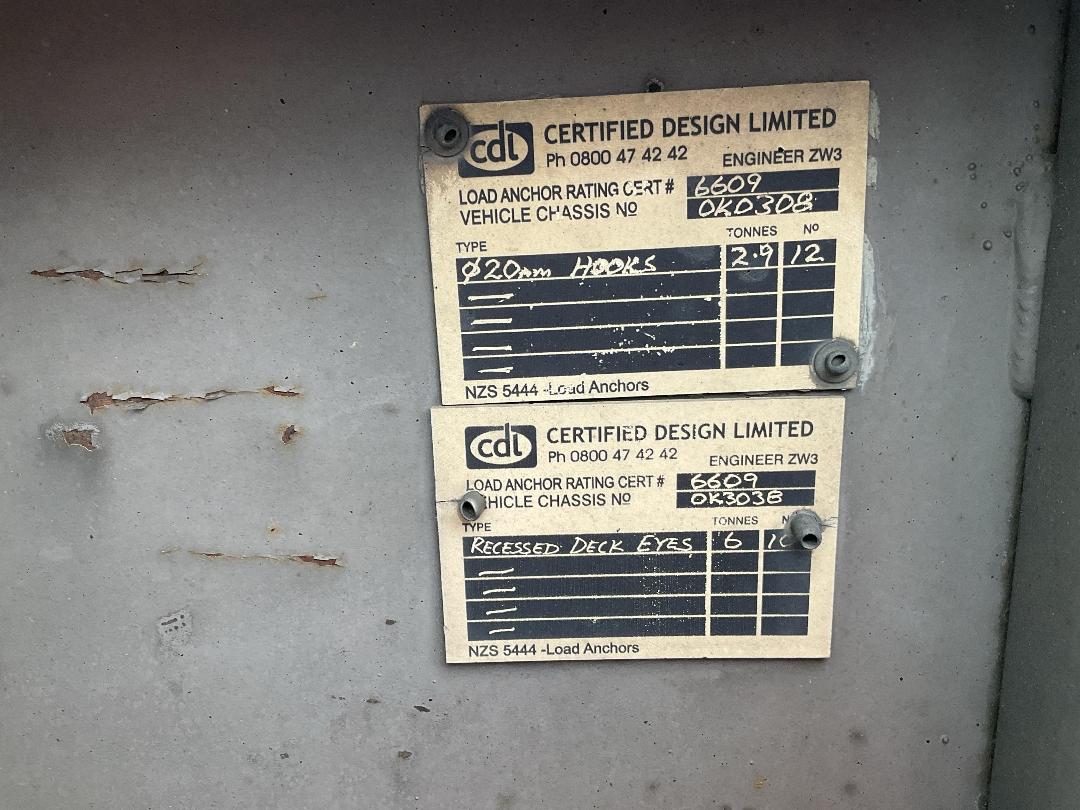 cdl CERTIFIED DESIGN LIMITED
Ph 0800 47 42 42 ENGINEER ZW3
LOAD ANCHOR RATING CERT # 6609
VEHICLE CHASSIS Nº 0K0308
TYPE TONNES Nº
Ø20mm HOOKS 2.9 12
NZS 5444 -Load Anchors
cdl CERTIFIED DESIGN LIMITED
Ph 0800 47 42 42 ENGINEER ZW3
LOAD ANCHOR RATING CERT # 6609
CHASSIS Nº 0K3038
TYPE TONNES
RECESSED DECK EYES 6
NZS 5444 -Load Anchors